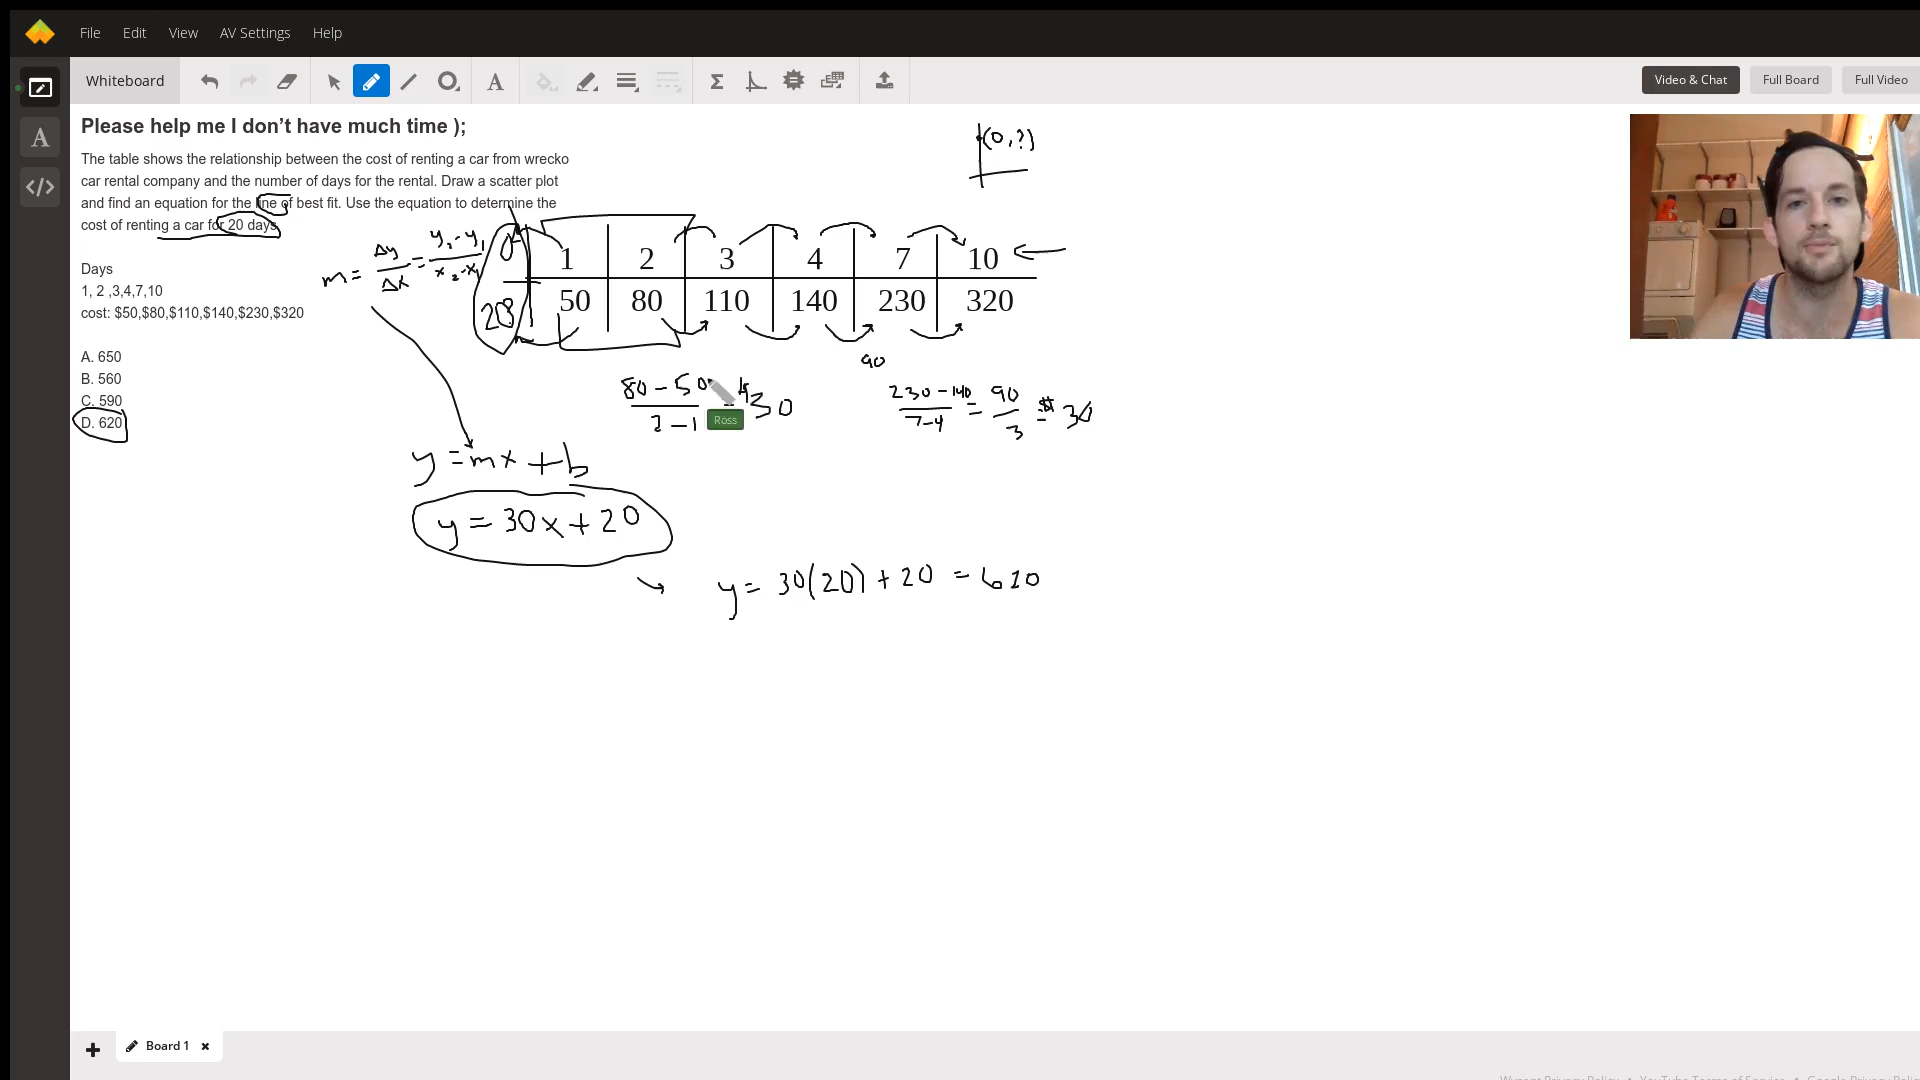 File Edit View AV Settings Help
Whiteboard
A
Σ
Video & Chat Full Board Full Video
A
</>
Please help me I don’t have much time );
The table shows the relationship between the cost of renting a car from wrecko
car rental company and the number of days for the rental. Draw a scatter plot
and find an equation for the line of best fit. Use the equation to determine the
cost of renting a car for 20 days.
Days
1, 2 ,3,4,7,10
cost: $50,$80,$110,$140,$230,$320
A. 650
B. 560
C. 590
D. 620
(0,?)
m = Δy/Δx = y₂-y₁/x₂-x₁
0 1 2 3 4 7 10
20 50 80 110 140 230 320
90
80-50
2-1
30
Ross
230-140
7-4
= 90/3 = $30
y = mx + b
y = 30x + 20
y = 30(20) + 20 = 620
Board 1